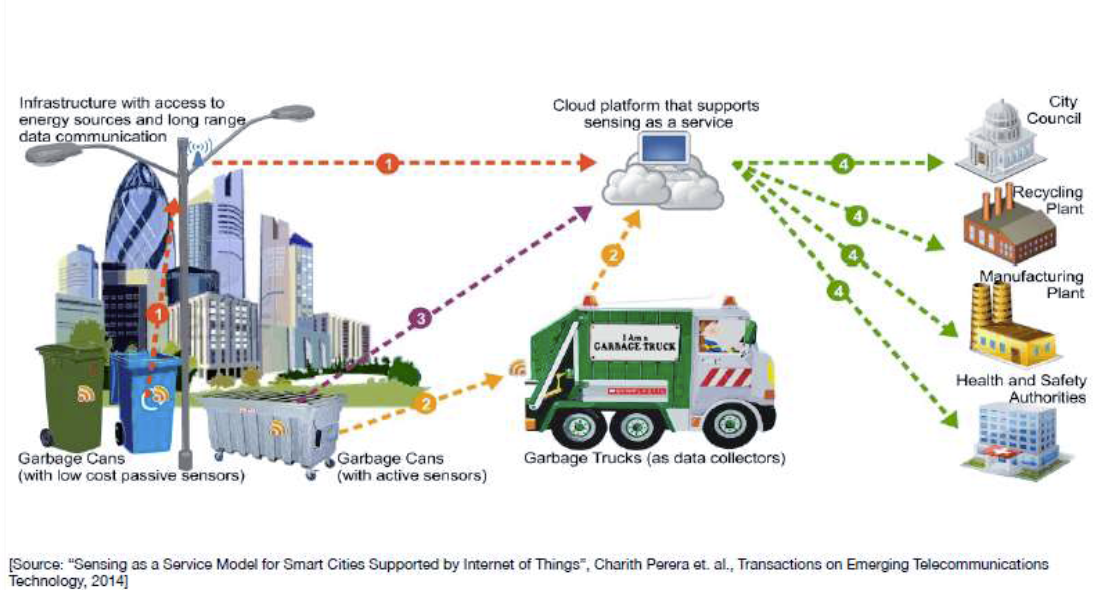 Infrastructure with access to
energy sources and long range
data communication
Cloud platform that supports
sensing as a service
City
Council
1
4
Recycling
Plant
4
2
4
Manufacturing
Plant
4
1
3
I Am a
GARBAGE TRUCK
2
Health and Safety
Authorities
Garbage Cans
(with low cost passive sensors)
Garbage Cans
(with active sensors)
Garbage Trucks (as data collectors)
[Source: "Sensing as a Service Model for Smart Cities Supported by Internet of Things", Charith Perera et. al., Transactions on Emerging Telecommunications
Technology, 2014]